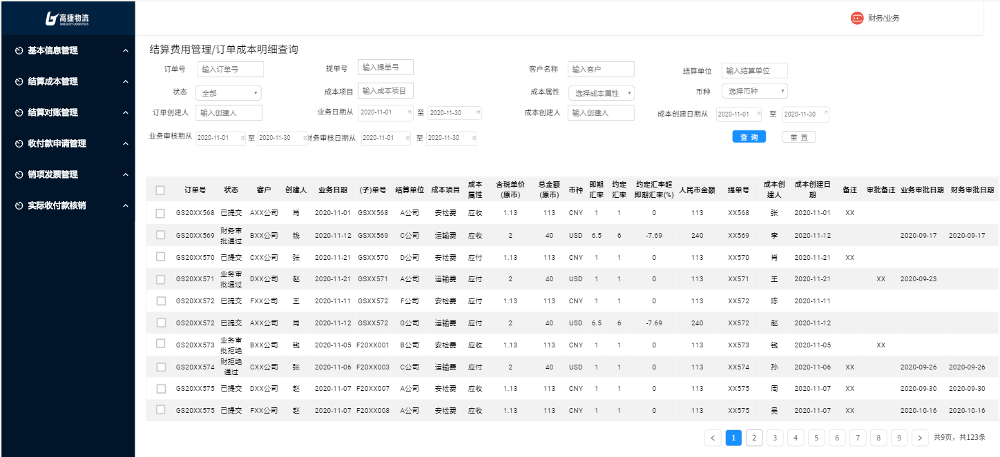 高捷物流
GOLDJET LOGISTICS
财务/业务
基本信息管理
结算成本管理
结算对账管理
收付款申请管理
销项发票管理
实际收付款核销
结算费用管理/订单成本明细查询
订单号 输入订单号 提单号 输入提单号 客户名称 输入客户 结算单位 输入结算单位
状态 全部 成本项目 输入成本项目 成本属性 选择成本属性 币种 选择币种
订单创建人 输入创建人 业务日期从 2020-11-01 至 2020-11-30 成本创建人 输入创建人 成本创建日期从 2020-11-01 至 2020-11-30
业务审核期从 2020-11-01 至 2020-11-30 财务审核日期从 2020-11-01 至 2020-11-30 查 询 重 置
订单号 状态 客户 创建人 业务日期 (子)单号 结算单位 成本项目 成本属性 含税单价(原币) 总金额(原币) 币种 即期汇率 约定汇率 约定汇率超即期汇率(%) 人民币金额 提单号 成本创建人 成本创建日期 备注 审批备注 业务审批日期 财务审批日期
GS20XX568 已提交 AXX公司 肖 2020-11-01 GSXX568 A公司 安检费 应收 1.13 113 CNY 1 1 0 113 XX568 张 2020-11-01 XX
GS20XX569 财务审批通过 BXX公司 钱 2020-11-12 GSXX569 C公司 运输费 应收 2 40 USD 6.5 6 -7.69 240 XX569 李 2020-11-12 2020-09-17 2020-09-17
GS20XX570 已提交 CXX公司 张 2020-11-21 GSXX570 D公司 安检费 应付 1.13 113 CNY 1 1 0 113 XX570 肖 2020-11-21 XX
GS20XX571 业务审批通过 DXX公司 赵 2020-11-21 GSXX571 A公司 运输费 应付 2 40 USD 1 1 0 113 XX571 王 2020-11-21 XX 2020-09-23
GS20XX572 已提交 FXX公司 王 2020-11-11 GSXX572 F公司 安检费 应付 1.13 113 CNY 1 1 0 113 XX572 陈 2020-11-11
GS20XX572 已提交 AXX公司 肖 2020-11-12 GSXX572 G公司 运输费 应付 2 40 USD 6.5 6 -7.69 240 XX572 赵 2020-11-12
GS20XX573 业务审批拒绝 BXX公司 钱 2020-11-05 F20XX001 B公司 安检费 应收 1.13 113 CNY 1 1 0 113 XX573 钱 2020-11-05 XX
GS20XX574 财拒绝通过 CXX公司 张 2020-11-06 F20XX003 C公司 运输费 应付 2 40 USD 1 1 0 113 XX574 孙 2020-11-06 XX 2020-09-26 2020-09-26
GS20XX575 已提交 DXX公司 赵 2020-11-07 F20XX007 A公司 安检费 应收 1.13 113 CNY 1 1 0 113 XX575 周 2020-11-07 XX 2020-09-30 2020-09-30
GS20XX575 已提交 FXX公司 赵 2020-11-07 F20XX008 A公司 安检费 应收 1.13 113 CNY 1 1 0 113 XX575 吴 2020-11-07 XX 2020-10-16 2020-10-16
< 1 2 3 4 5 6 7 8 9 > 共9页，共123条